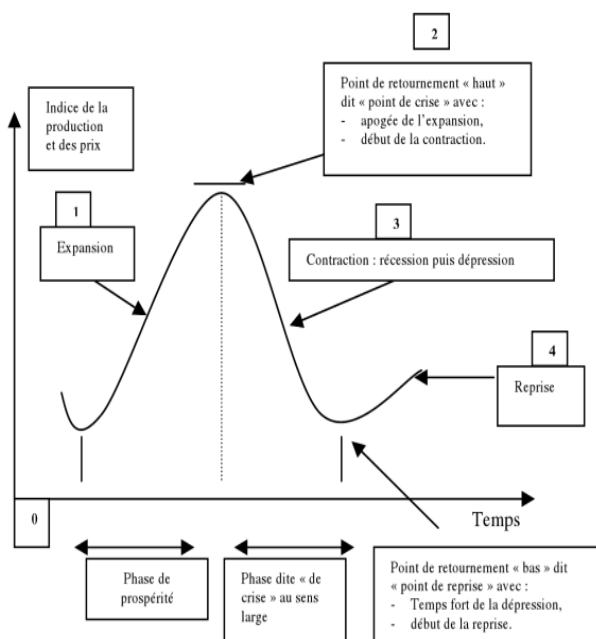 2
Point de retournement « haut »
dit « point de crise » avec :
- apogée de l’expansion,
- début de la contraction.
Indice de la
production
et des prix
1
Expansion
3
Contraction : récession puis dépression
4
Reprise
0
Temps
Phase de
prospérité
Phase dite « de
crise » au sens
large
Point de retournement « bas » dit
« point de reprise » avec :
- Temps fort de la dépression,
- début de la reprise.